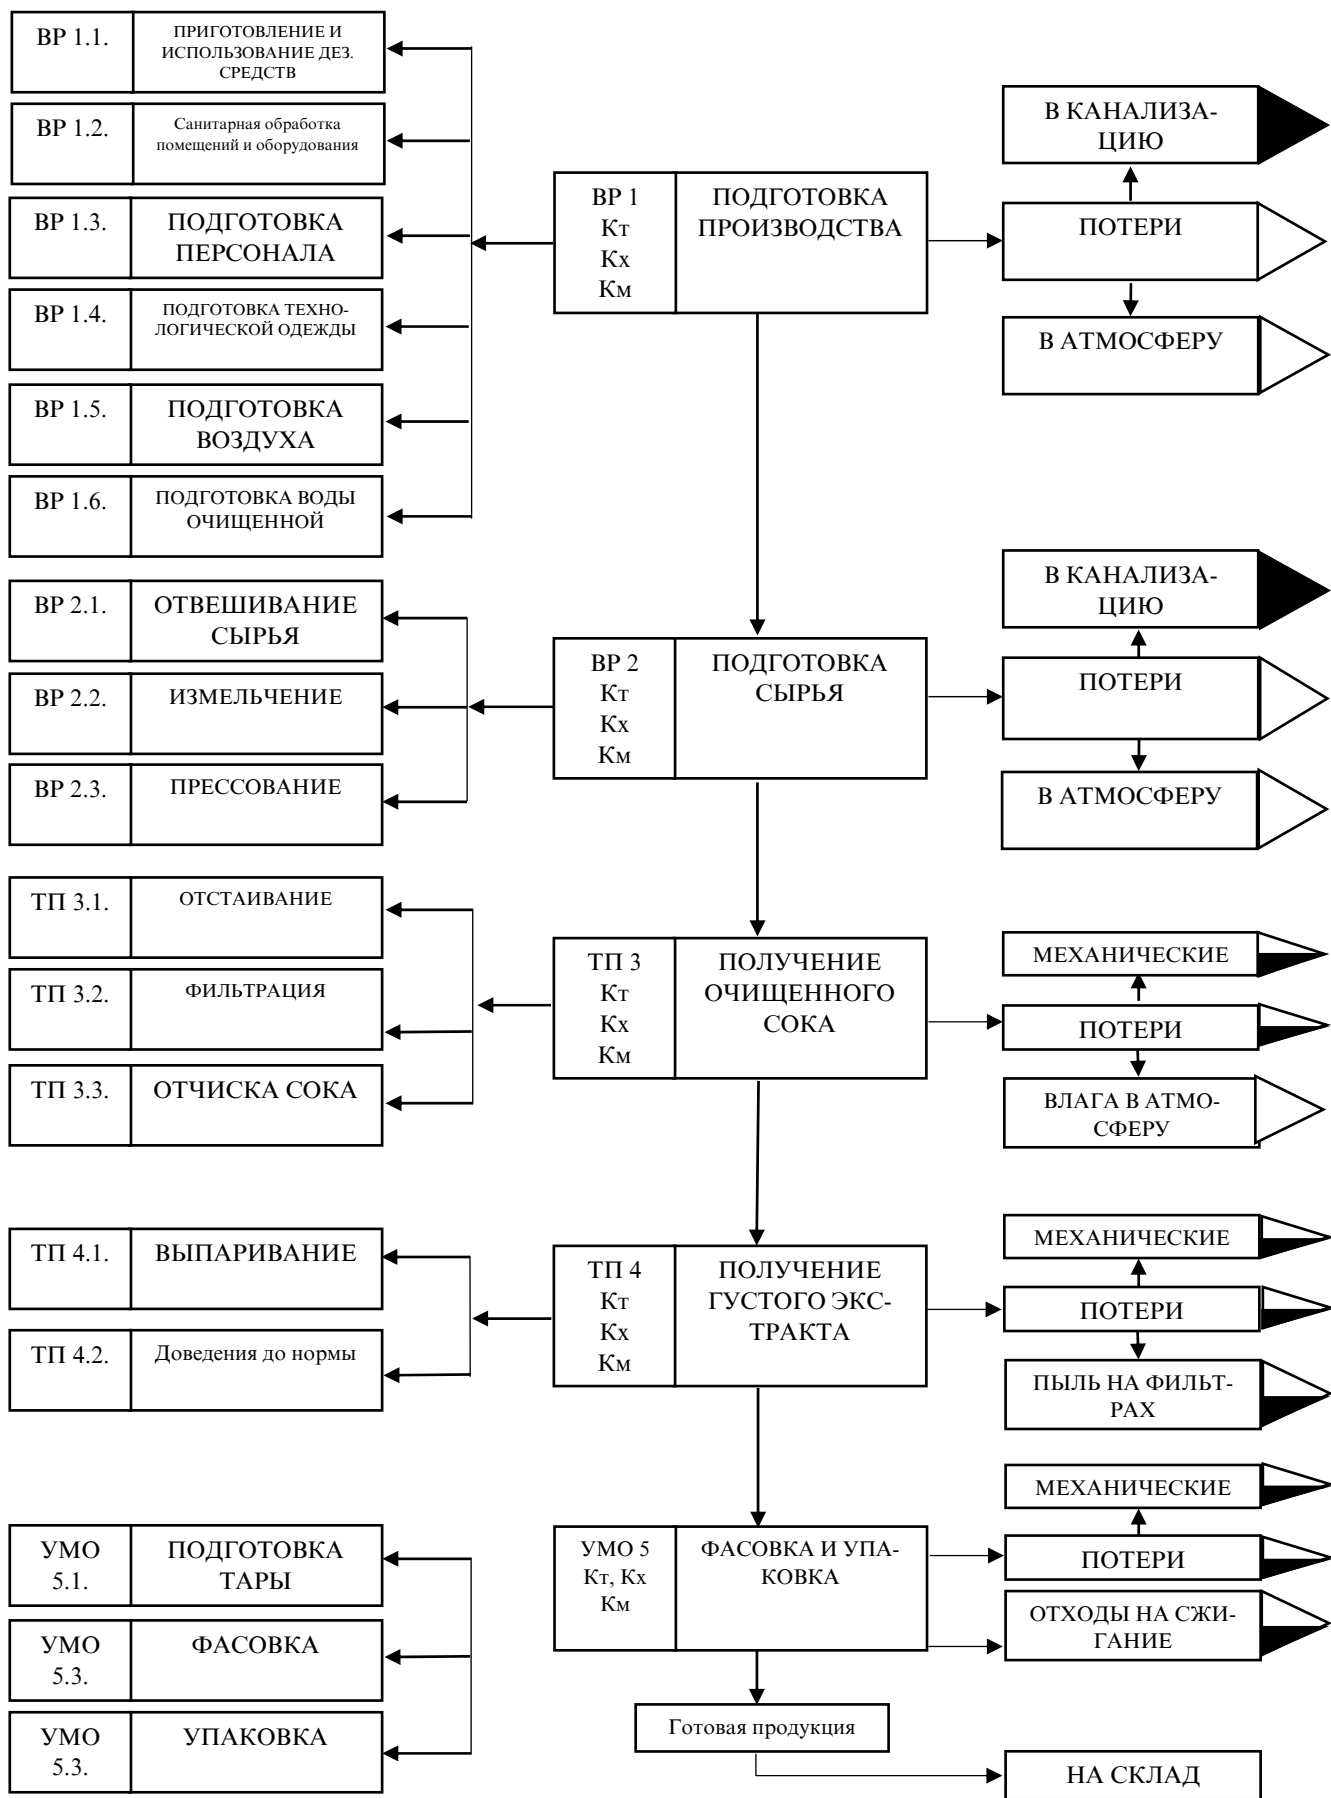 ВР 1.1.
ПРИГОТОВЛЕНИЕ И
ИСПОЛЬЗОВАНИЕ ДЕЗ.
СРЕДСТВ
ВР 1.2.
Санитарная обработка
помещений и оборудования
ВР 1.3.
ПОДГОТОВКА
ПЕРСОНАЛА
ВР 1.4.
ПОДГОТОВКА ТЕХНО-
ЛОГИЧЕСКОЙ ОДЕЖДЫ
ВР 1.5.
ПОДГОТОВКА
ВОЗДУХА
ВР 1.6.
ПОДГОТОВКА ВОДЫ
ОЧИЩЕННОЙ
ВР 1
Кт
Кх
Км
ПОДГОТОВКА
ПРОИЗВОДСТВА
В КАНАЛИЗА-
ЦИЮ
ПОТЕРИ
В АТМОСФЕРУ
ВР 2.1.
ОТВЕШИВАНИЕ
СЫРЬЯ
ВР 2.2.
ИЗМЕЛЬЧЕНИЕ
ВР 2.3.
ПРЕССОВАНИЕ
ВР 2
Кт
Кх
Км
ПОДГОТОВКА
СЫРЬЯ
В КАНАЛИЗА-
ЦИЮ
ПОТЕРИ
В АТМОСФЕРУ
ТП 3.1.
ОТСТАИВАНИЕ
ТП 3.2.
ФИЛЬТРАЦИЯ
ТП 3.3.
ОТЧИСКА СОКА
ТП 3
Кт
Кх
Км
ПОЛУЧЕНИЕ
ОЧИЩЕННОГО
СОКА
МЕХАНИЧЕСКИЕ
ПОТЕРИ
ВЛАГА В АТМО-
СФЕРУ
ТП 4.1.
ВЫПАРИВАНИЕ
ТП 4.2.
Доведения до нормы
ТП 4
Кт
Кх
Км
ПОЛУЧЕНИЕ
ГУСТОГО ЭКС-
ТРАКТА
МЕХАНИЧЕСКИЕ
ПОТЕРИ
ПЫЛЬ НА ФИЛЬТ-
РАХ
УМО
5.1.
ПОДГОТОВКА
ТАРЫ
УМО
5.3.
ФАСОВКА
УМО
5.3.
УПАКОВКА
УМО 5
Кт, Кх
Км
ФАСОВКА И УПА-
КОВКА
МЕХАНИЧЕСКИЕ
ПОТЕРИ
ОТХОДЫ НА СЖИ-
ГАНИЕ
Готовая продукция
НА СКЛАД